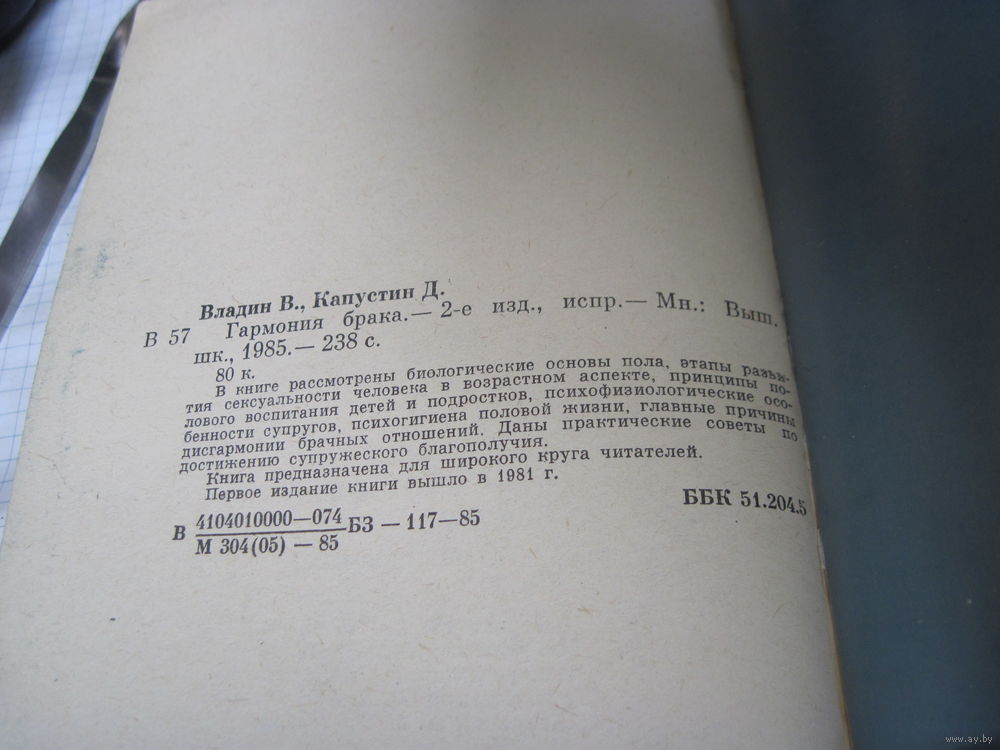 Владин В., Капустин Д.
В 57 Гармония брака.— 2-е изд., испр.— Мн.: Выш.
шк., 1985.— 238 с.
80 к.
В книге рассмотрены биологические основы пола, этапы разви-
тия сексуальности человека в возрастном аспекте, принципы по-
лового воспитания детей и подростков, психофизиологические осо-
бенности супругов, психогигиена половой жизни, главные причины
дисгармонии брачных отношений. Даны практические советы по
достижению супружеского благополучия.
Книга предназначена для широкого круга читателей.
Первое издание книги вышло в 1981 г.
В 4104010000—074
М 304(05) — 85
БЗ — 117—85
ББК 51.204.5
www.ay.by